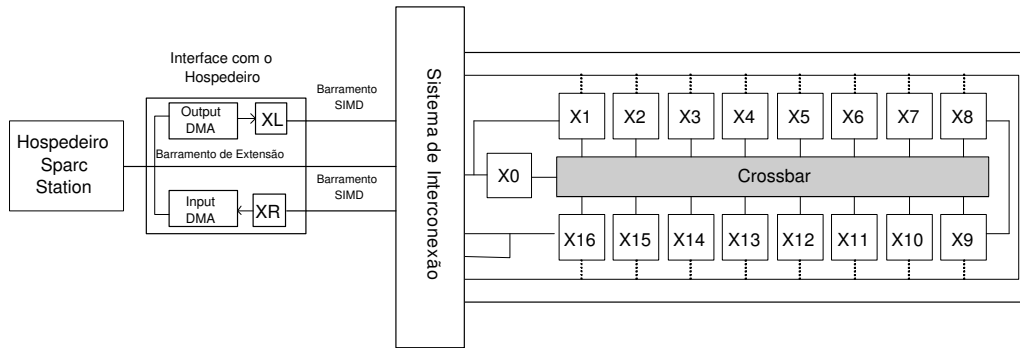 Interface com o
Hospedeiro
Hospedeiro
Sparc
Station
Output
DMA
XL
Barramento
SIMD
Barramento de Extensão
Input
DMA
XR
Barramento
SIMD
Sistema de Interconexão
X1 X2 X3 X4 X5 X6 X7 X8
X0
Crossbar
X16 X15 X14 X13 X12 X11 X10 X9